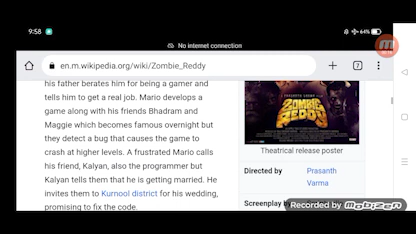 9:58
64%
No internet connection
en.m.wikipedia.org/wiki/Zombie_Reddy
7
his father berates him for being a gamer and
tells him to get a real job. Mario develops a
game along with his friends Bhadram and
Maggie which becomes famous overnight but
they detect a bug that causes the game to
crash at higher levels. A frustrated Mario calls
his friend, Kalyan, also the programmer but
Kalyan tells them that he is getting married. He
invites them to Kurnool district for his wedding,
promising to fix the code.
PRASANTH VARMA
ZOMBIE
REDDY
Theatrical release poster
Directed by Prasanth
Varma
Screenplay b
Recorded by MOBIZEN